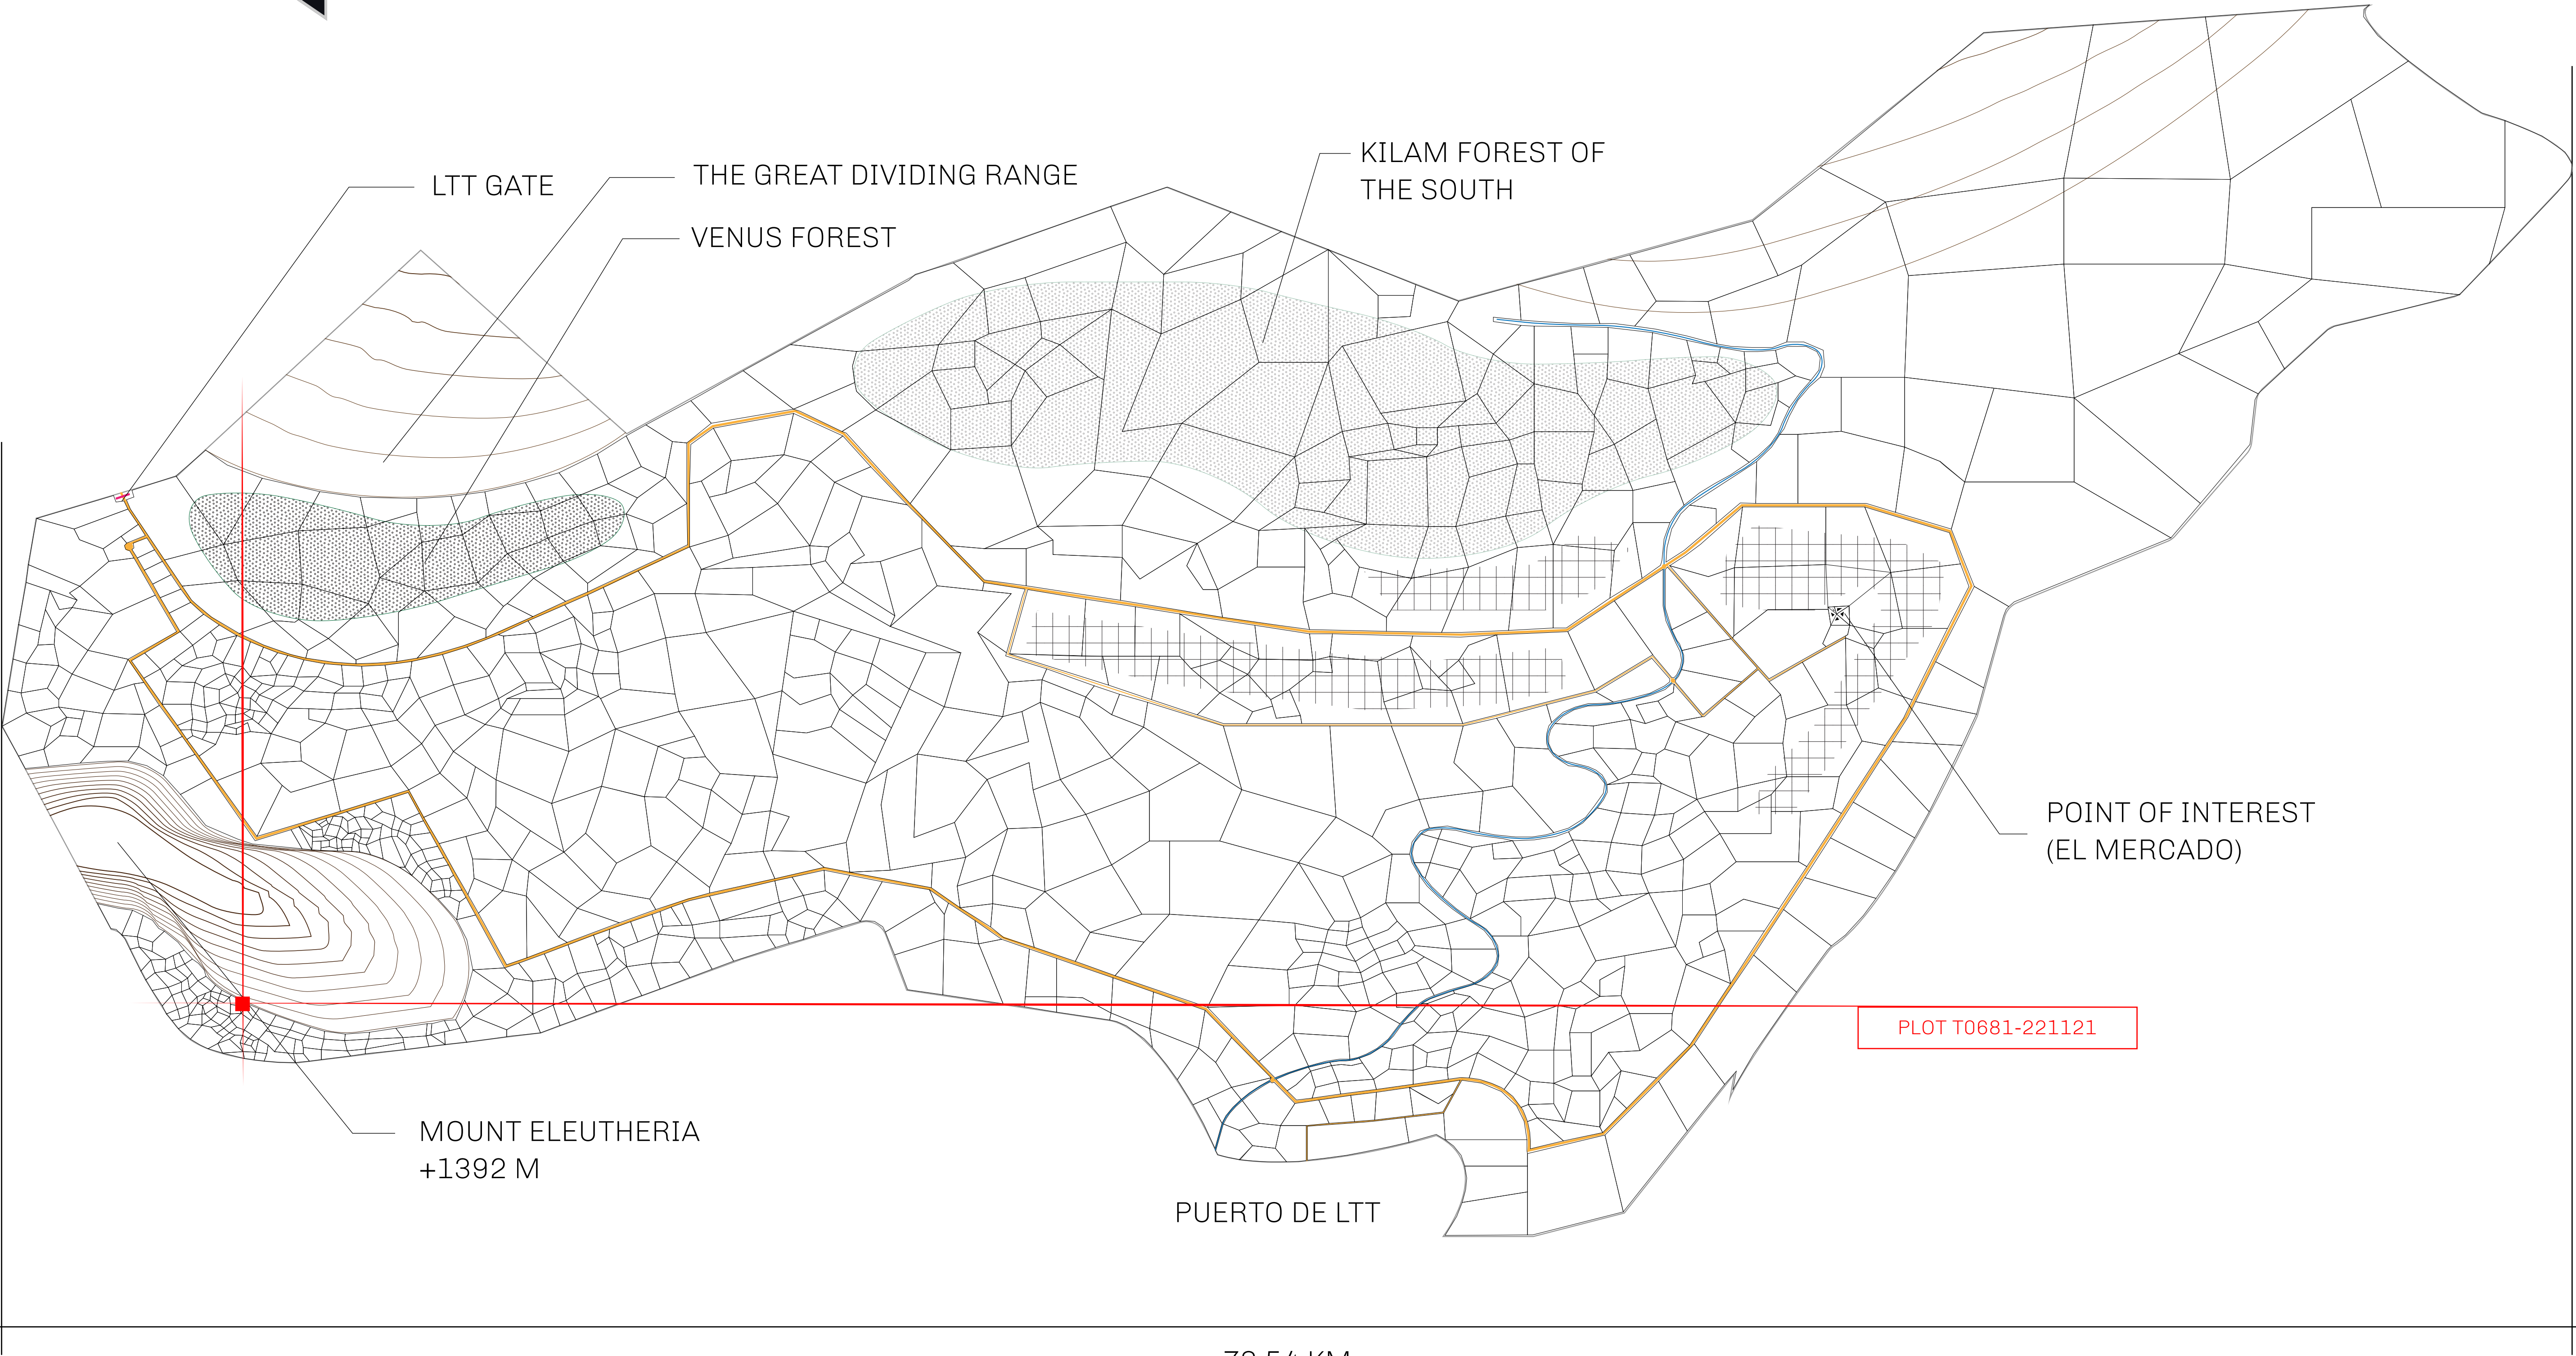 KILAM FOREST OF
THE SOUTH
LTT GATE
THE GREAT DIVIDING RANGE
VENUS FOREST
POINT OF INTEREST
(EL MERCADO)
PLOT T0681-221121
MOUNT ELEUTHERIA
+1392 M
PUERTO DE LTT
KM